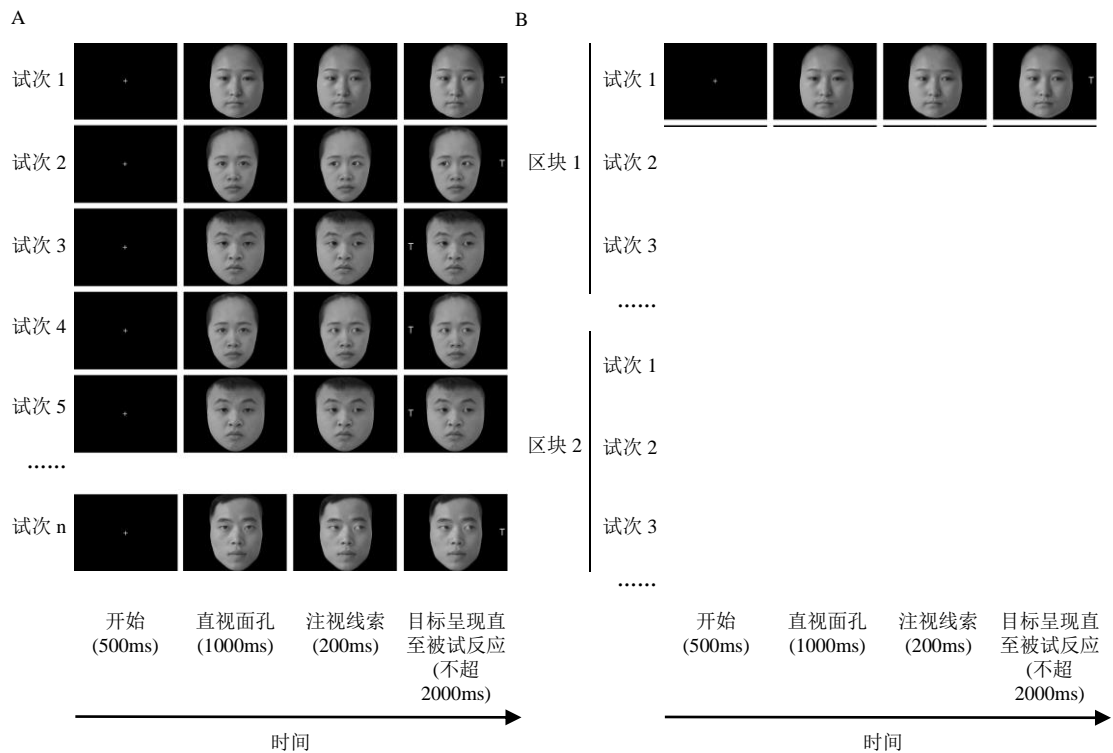 A
B
试次 1
T
试次 2
T
试次 3
T
试次 4
T
试次 5
T
……
试次 n
T
开始
(500ms)
直视面孔
(1000ms)
注视线索
(200ms)
目标呈现直
至被试反应
(不超
2000ms)
时间
区块 1
试次 1
T
试次 2
试次 3
……
区块 2
试次 1
试次 2
试次 3
……
开始
(500ms)
直视面孔
(1000ms)
注视线索
(200ms)
目标呈现直
至被试反应
(不超
2000ms)
时间